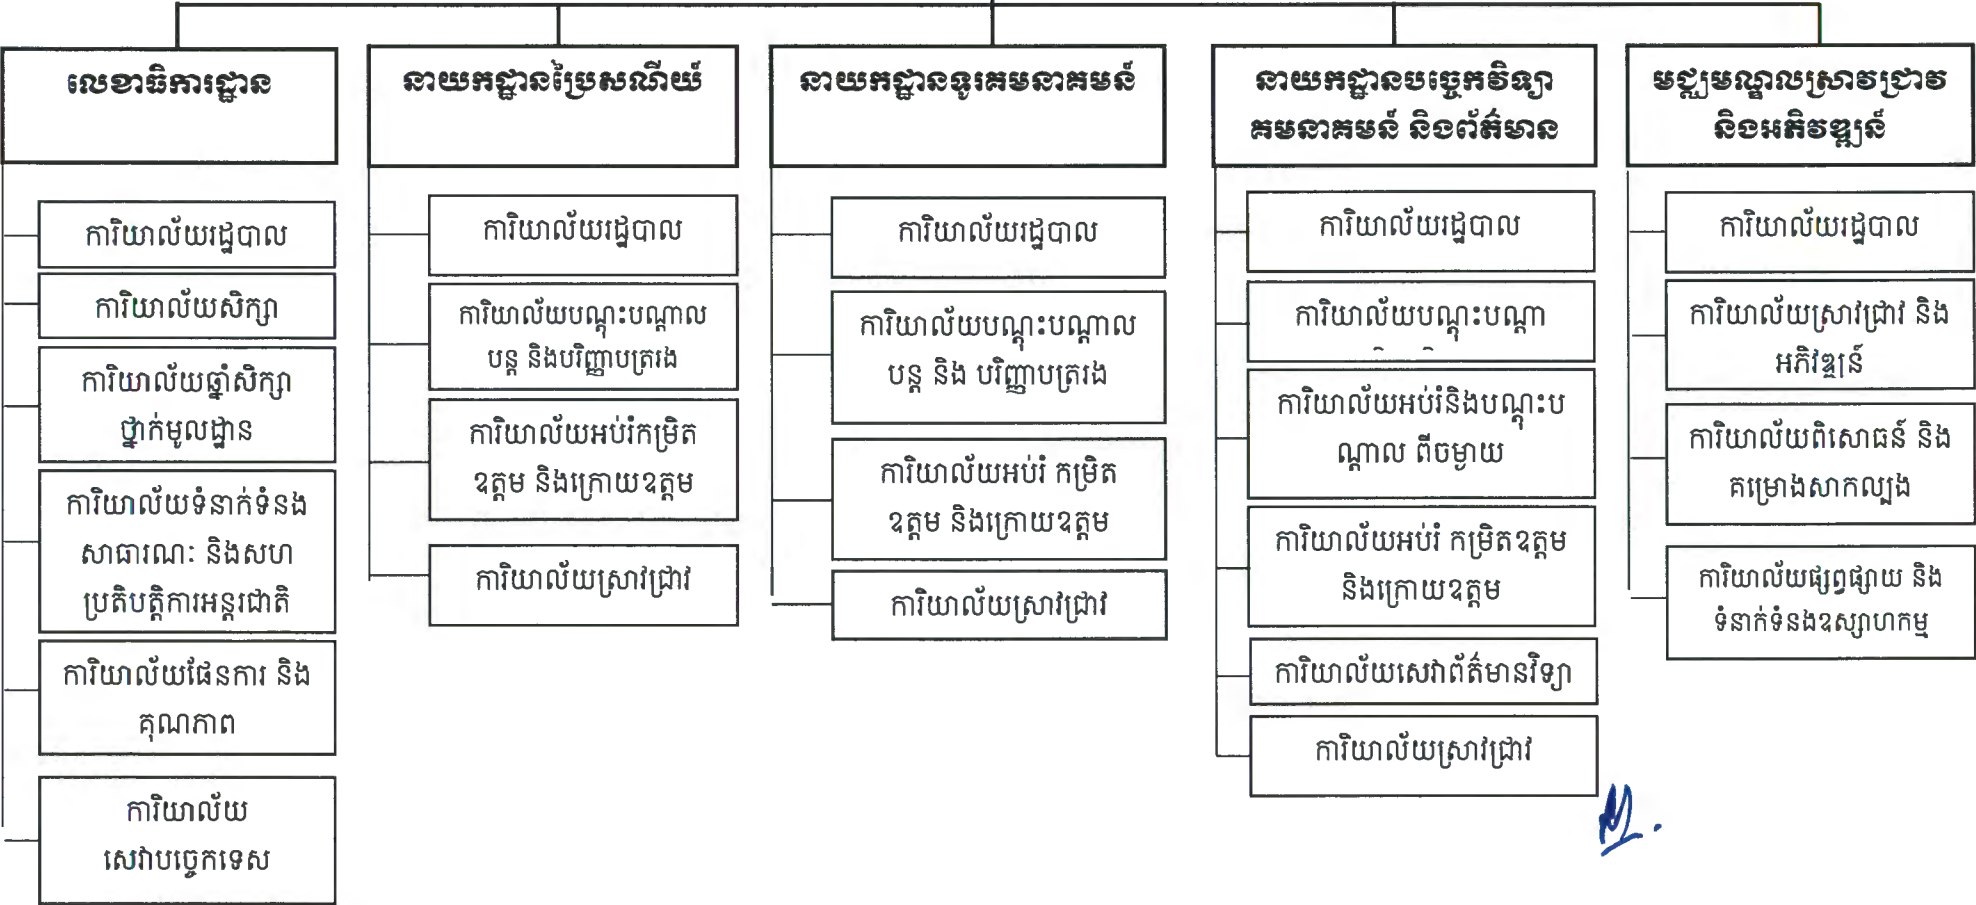 លេខាធិការដ្ឋាន
ការិយាល័យរដ្ឋបាល
ការិយាល័យសិក្សា
ការិយាល័យឆ្នាំសិក្សា
ថ្នាក់មូលដ្ឋាន
ការិយាល័យទំនាក់ទំនង
សាធារណៈ និងសហ
ប្រតិបត្តិការអន្តរជាតិ
ការិយាល័យផែនការ និង
គុណភាព
ការិយាល័យ
សេវាបច្ចេកទេស
នាយកដ្ឋានប្រៃសណីយ៍
ការិយាល័យរដ្ឋបាល
ការិយាល័យបណ្តុះបណ្តាល
បន្ត និងបរិញ្ញាបត្ររង
ការិយាល័យអប់រំកម្រិត
ឧត្តម និងក្រោយឧត្តម
ការិយាល័យស្រាវជ្រាវ
នាយកដ្ឋានទូរគមនាគមន៍
ការិយាល័យរដ្ឋបាល
ការិយាល័យបណ្តុះបណ្តាល
បន្ត និង បរិញ្ញាបត្ររង
ការិយាល័យអប់រំ កម្រិត
ឧត្តម និងក្រោយឧត្តម
ការិយាល័យស្រាវជ្រាវ
នាយកដ្ឋានបច្ចេកវិទ្យា
គមនាគមន៍ និងព័ត៌មាន
ការិយាល័យរដ្ឋបាល
ការិយាល័យបណ្តុះបណ្តា
ការិយាល័យអប់រំនិងបណ្តុះប
ណ្តាល ពីចម្ងាយ
ការិយាល័យអប់រំ កម្រិតឧត្តម
និងក្រោយឧត្តម
ការិយាល័យសេវាព័ត៌មានវិទ្យា
ការិយាល័យស្រាវជ្រាវ
មជ្ឈមណ្ឌលស្រាវជ្រាវ
និងអភិវឌ្ឍន៍
ការិយាល័យរដ្ឋបាល
ការិយាល័យស្រាវជ្រាវ និង
អភិវឌ្ឍន៍
ការិយាល័យពិសោធន៍ និង
គម្រោងសាកល្បង
ការិយាល័យផ្សព្វផ្សាយ និង
ទំនាក់ទំនងឧស្សាហកម្ម